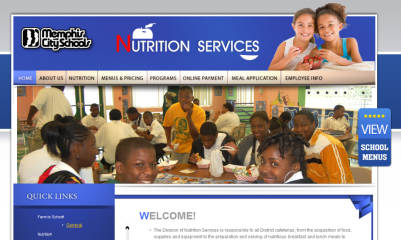 Memphis
City Schools
NUTRITION SERVICES
HOME
ABOUT US
NUTRITION
MENUS & PRICING
PROGRAMS
ONLINE PAYMENT
MEAL APPLICATION
EMPLOYEE INFO
VIEW
SCHOOL
MENUS
QUICK LINKS
Farm to School
General
Nutrition
WELCOME!
The Division of Nutrition Services is responsible to all District cafeterias, from the acquisition of food,
supplies and equipment to the preparation and serving of nutritious breakfast and lunch meals to